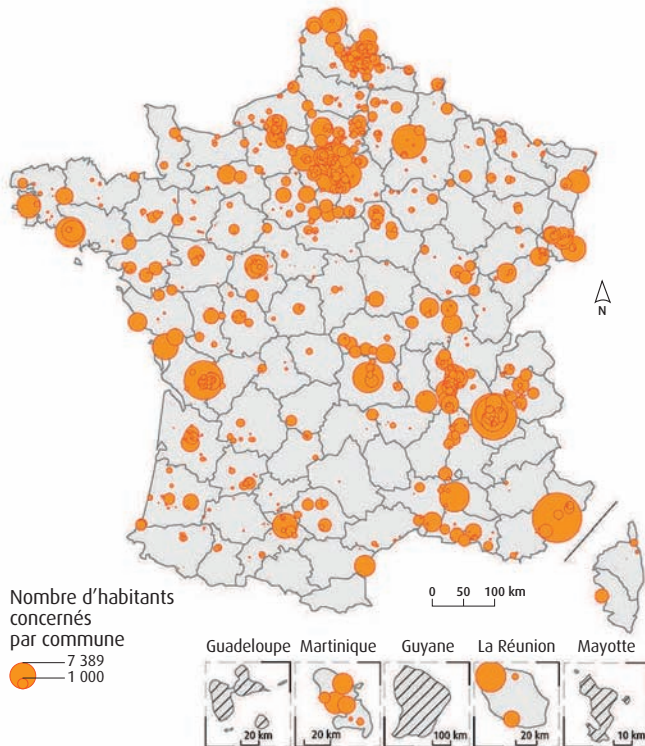 N
0 50 100 km
Nombre d'habitants
concernés
par commune
7 389
1 000
Guadeloupe Martinique Guyane La Réunion Mayotte
20 km 20 km 100 km 20 km 10 km